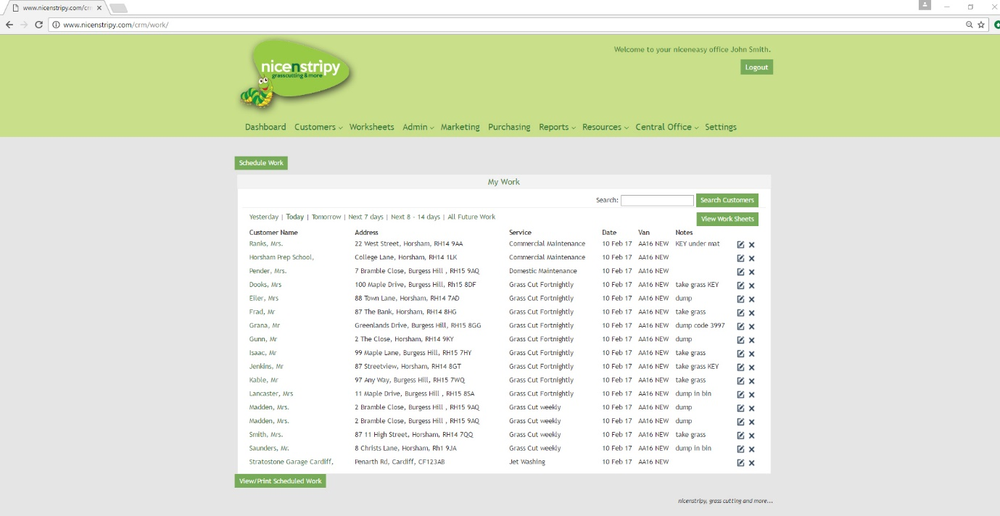 www.nicenstripy.com/crm
www.nicenstripy.com/crm/work/
nicenstripy
grasscutting & more
Welcome to your niceneasy office John Smith.
Logout
Dashboard Customers Worksheets Admin Marketing Purchasing Reports Resources Central Office Settings
Schedule Work
My Work
Search: Search Customers
Yesterday | Today | Tomorrow | Next 7 days | Next 8 - 14 days | All Future Work View Work Sheets
Customer Name Address Service Date Van Notes
Ranks, Mrs. 22 West Street, Horsham, RH14 9AA Commercial Maintenance 10 Feb 17 AA16 NEW KEY under mat
Horsham Prep School, College Lane, Horsham, RH14 1LK Commercial Maintenance 10 Feb 17 AA16 NEW
Pender, Mrs. 7 Bramble Close, Burgess Hill , RH15 9AQ Domestic Maintenance 10 Feb 17 AA16 NEW
Dooks, Mrs 100 Maple Drive, Burgess Hill, Rh15 8DF Grass Cut Fortnightly 10 Feb 17 AA16 NEW take grass KEY
Eiler, Mrs 88 Town Lane, Horsham, RH14 7AD Grass Cut Fortnightly 10 Feb 17 AA16 NEW dump
Frad, Mr 87 The Bank, Horsham, RH14 8HG Grass Cut Fortnightly 10 Feb 17 AA16 NEW take grass
Grana, Mr Greenlands Drive, Burgess Hill, RH15 8GG Grass Cut Fortnightly 10 Feb 17 AA16 NEW dump code 3997
Gunn, Mr 2 The Close, Horsham, RH14 9KY Grass Cut Fortnightly 10 Feb 17 AA16 NEW dump
Isaac, Mr 99 Maple Lane, Burgess Hill, RH15 7HY Grass Cut Fortnightly 10 Feb 17 AA16 NEW take grass
Jenkins, Mr 87 Streetview, Horsham, RH14 8GT Grass Cut Fortnightly 10 Feb 17 AA16 NEW take grass KEY
Kable, Mr 97 Any Way, Burgess Hill, RH15 7WQ Grass Cut Fortnightly 10 Feb 17 AA16 NEW take grass
Lancaster, Mrs 11 Maple Drive, Burgess Hill , RH15 8SA Grass Cut Fortnightly 10 Feb 17 AA16 NEW dump in bin
Madden, Mrs. 2 Bramble Close, Burgess Hill , RH15 9AQ Grass Cut weekly 10 Feb 17 AA16 NEW dump
Madden, Mrs. 2 Bramble Close, Burgess Hill , RH15 9AQ Grass Cut weekly 10 Feb 17 AA16 NEW dump
Smith, Mrs. 87 11 High Street, Horsham, RH14 7QQ Grass Cut weekly 10 Feb 17 AA16 NEW take grass
Saunders, Mr. 8 Christs Lane, Horsham, Rh1 9JA Grass Cut weekly 10 Feb 17 AA16 NEW dump in bin
Stratostone Garage Cardiff, Penarth Rd, Cardiff, CF123AB Jet Washing 10 Feb 17 AA16 NEW
View/Print Scheduled Work
nicenstripy, grass cutting and more...